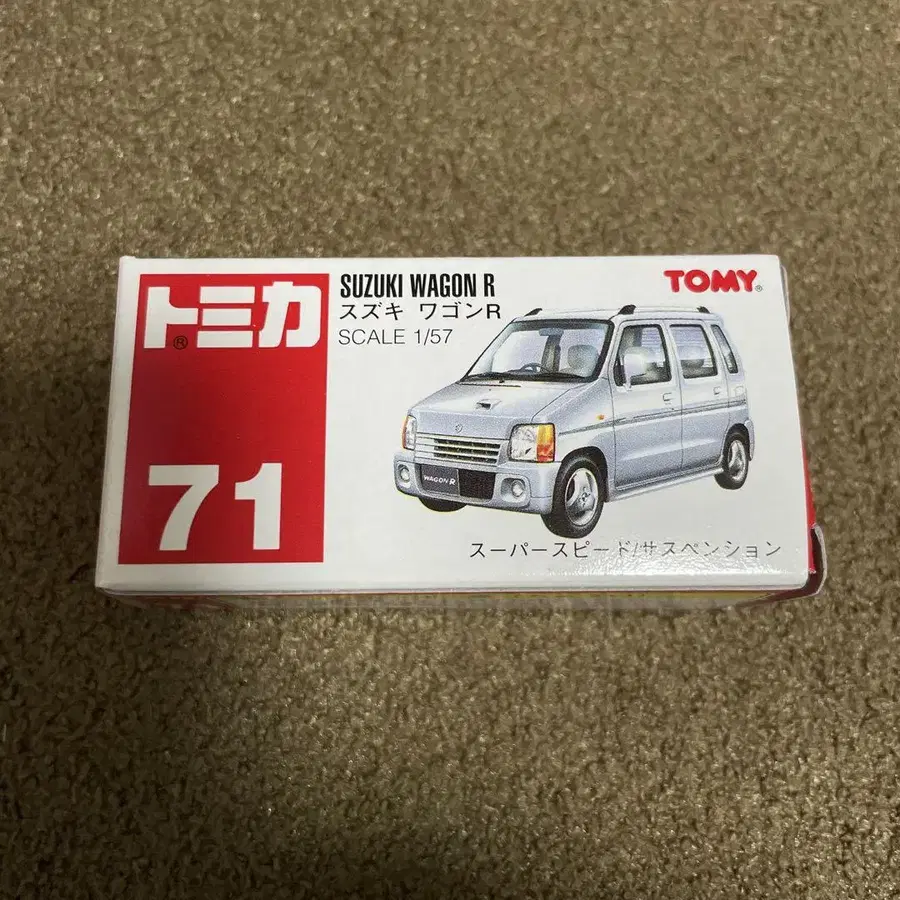 トミカ®
71
SUZUKI WAGON R
スズキ ワゴンR
SCALE 1/57
TOMY®
WAGON R
スーパースピード/サスペンション